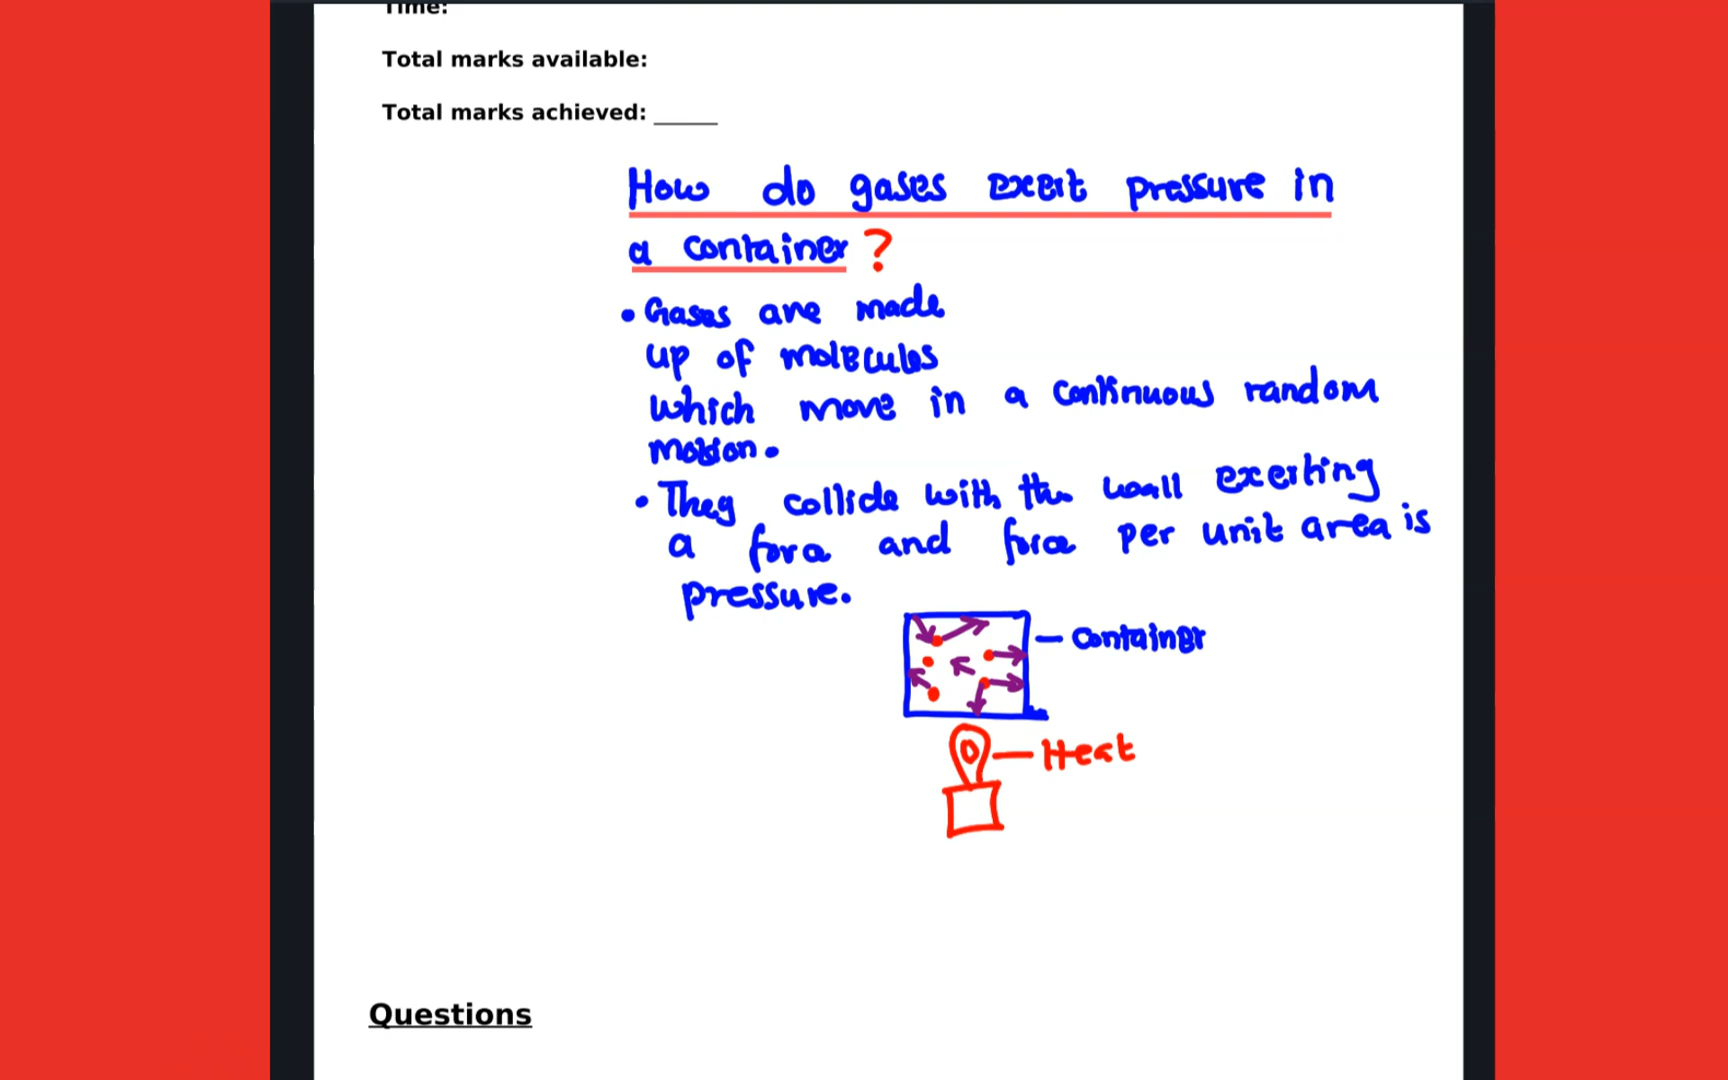 Time:
Total marks available:
Total marks achieved: _____
How do gases exert pressure in
a container?
• Gases are made
up of molecules
which move in a continuous random
motion.
• They collide with the wall exerting
a force and force per unit area is
pressure.
— Container
— Heat
Questions